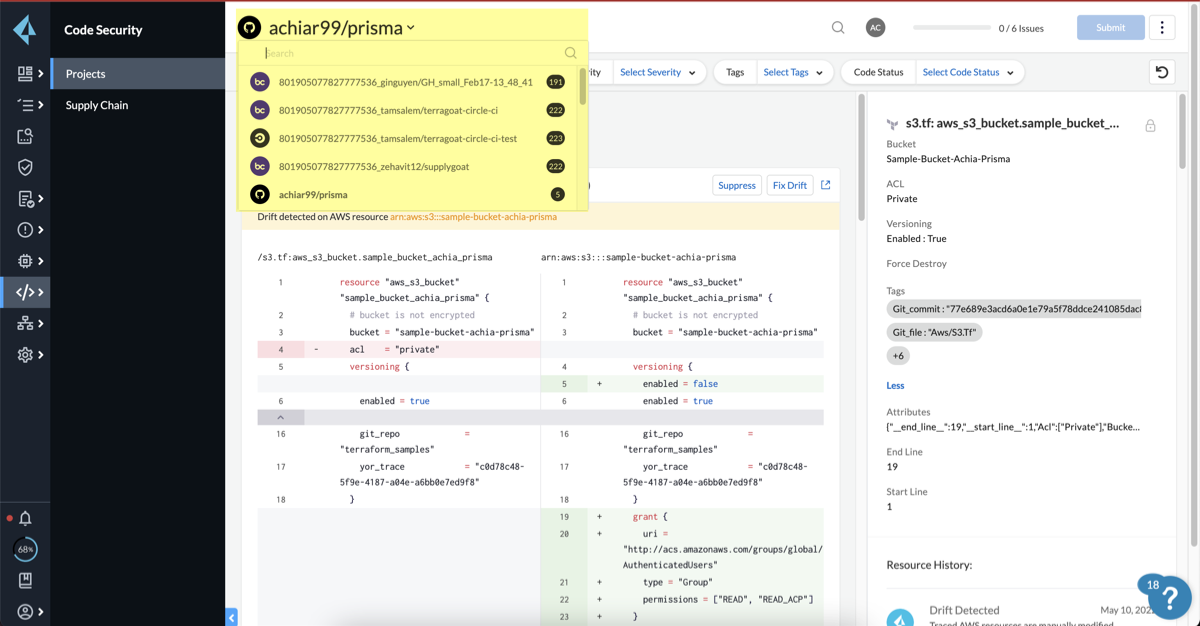 Code Security
Projects
Supply Chain
68%
achiar99/prisma
Search
bc 801905077827777536_ginguyen/GH_small_Feb17-13_48_41 191
bc 801905077827777536_tamsalem/terragoat-circle-ci 222
801905077827777536_tamsalem/terragoat-circle-ci-test 223
bc 801905077827777536_zehavit12/supplygoat 222
achiar99/prisma 5
AC 0 / 6 Issues Submit
Select Severity Tags Select Tags Code Status Select Code Status
Suppress Fix Drift
Drift detected on AWS resource arn:aws:s3:::sample-bucket-achia-prisma
/s3.tf:aws_s3_bucket.sample_bucket_achia_prisma
1 resource "aws_s3_bucket"
"sample_bucket_achia_prisma" {
2 # bucket is not encrypted
3 bucket = "sample-bucket-achia-prisma"
4 - acl = "private"
5 versioning {
6 enabled = true
16 git_repo =
"terraform_samples"
17 yor_trace = "c0d78c48-
5f9e-4187-a04e-a6bb0e7ed9f8"
18 }
arn:aws:s3:::sample-bucket-achia-prisma
1 resource "aws_s3_bucket"
"sample_bucket_achia_prisma" {
2 # bucket is not encrypted
3 bucket = "sample-bucket-achia-prisma"
4 versioning {
5 + enabled = false
6 enabled = true
16 git_repo =
"terraform_samples"
17 yor_trace = "c0d78c48-
5f9e-4187-a04e-a6bb0e7ed9f8"
18 }
19 + grant {
20 + uri =
"http://acs.amazonaws.com/groups/global/
AuthenticatedUsers"
21 + type = "Group"
22 + permissions = ["READ", "READ_ACP"]
23 + }
s3.tf: aws_s3_bucket.sample_bucket_...
Bucket
Sample-Bucket-Achia-Prisma
ACL
Private
Versioning
Enabled : True
Force Destroy
Tags
Git_commit : "77e689e3acd6a0e1e79a5f78ddce241085dac
Git_file : "Aws/S3.Tf"
+6
Less
Attributes
{"__end_line__":19,"__start_line__":1,"Acl":["Private"],"Bucke...
End Line
19
Start Line
1
Resource History:
Drift Detected May 10, 202
Traced AWS resources are manually modified
18
?